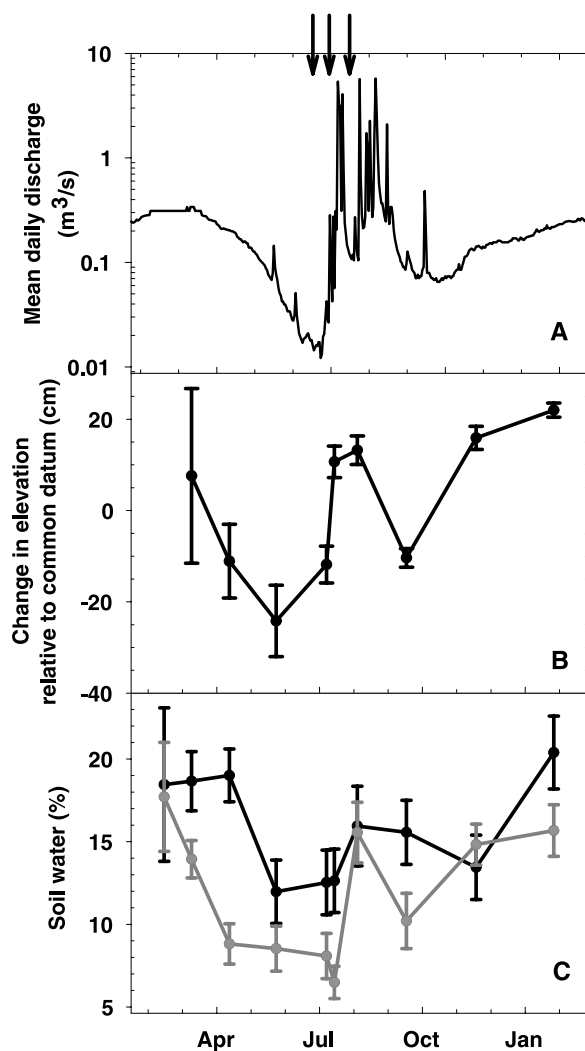 10
1
0.1
0.01
Mean daily discharge
(m³/s)
A
20
0
-20
-40
Change in elevation
relative to common datum (cm)
B
20
15
10
5
Soil water (%)
C
Apr
Jul
Oct
Jan